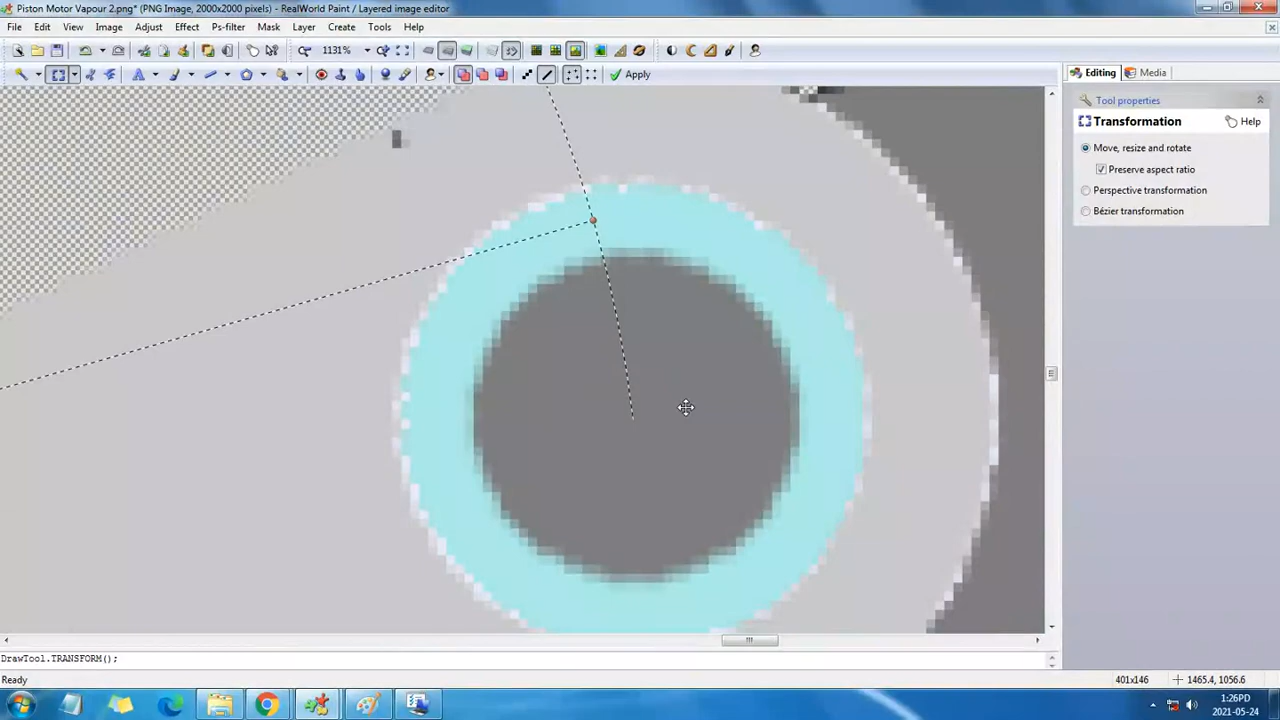 Piston Motor Vapour 2.png* (PNG Image, 2000x2000 pixels) - RealWorld Paint / Layered image editor
File Edit View Image Adjust Effect Ps-filter Mask Layer Create Tools Help
1131%
Apply
Editing Media
Tool properties
Transformation Help
Move, resize and rotate
Preserve aspect ratio
Perspective transformation
Bézier transformation
DrawTool.TRANSFORM();
Ready 401x146 1465.4, 1056.6
1:26PD
2021-05-24